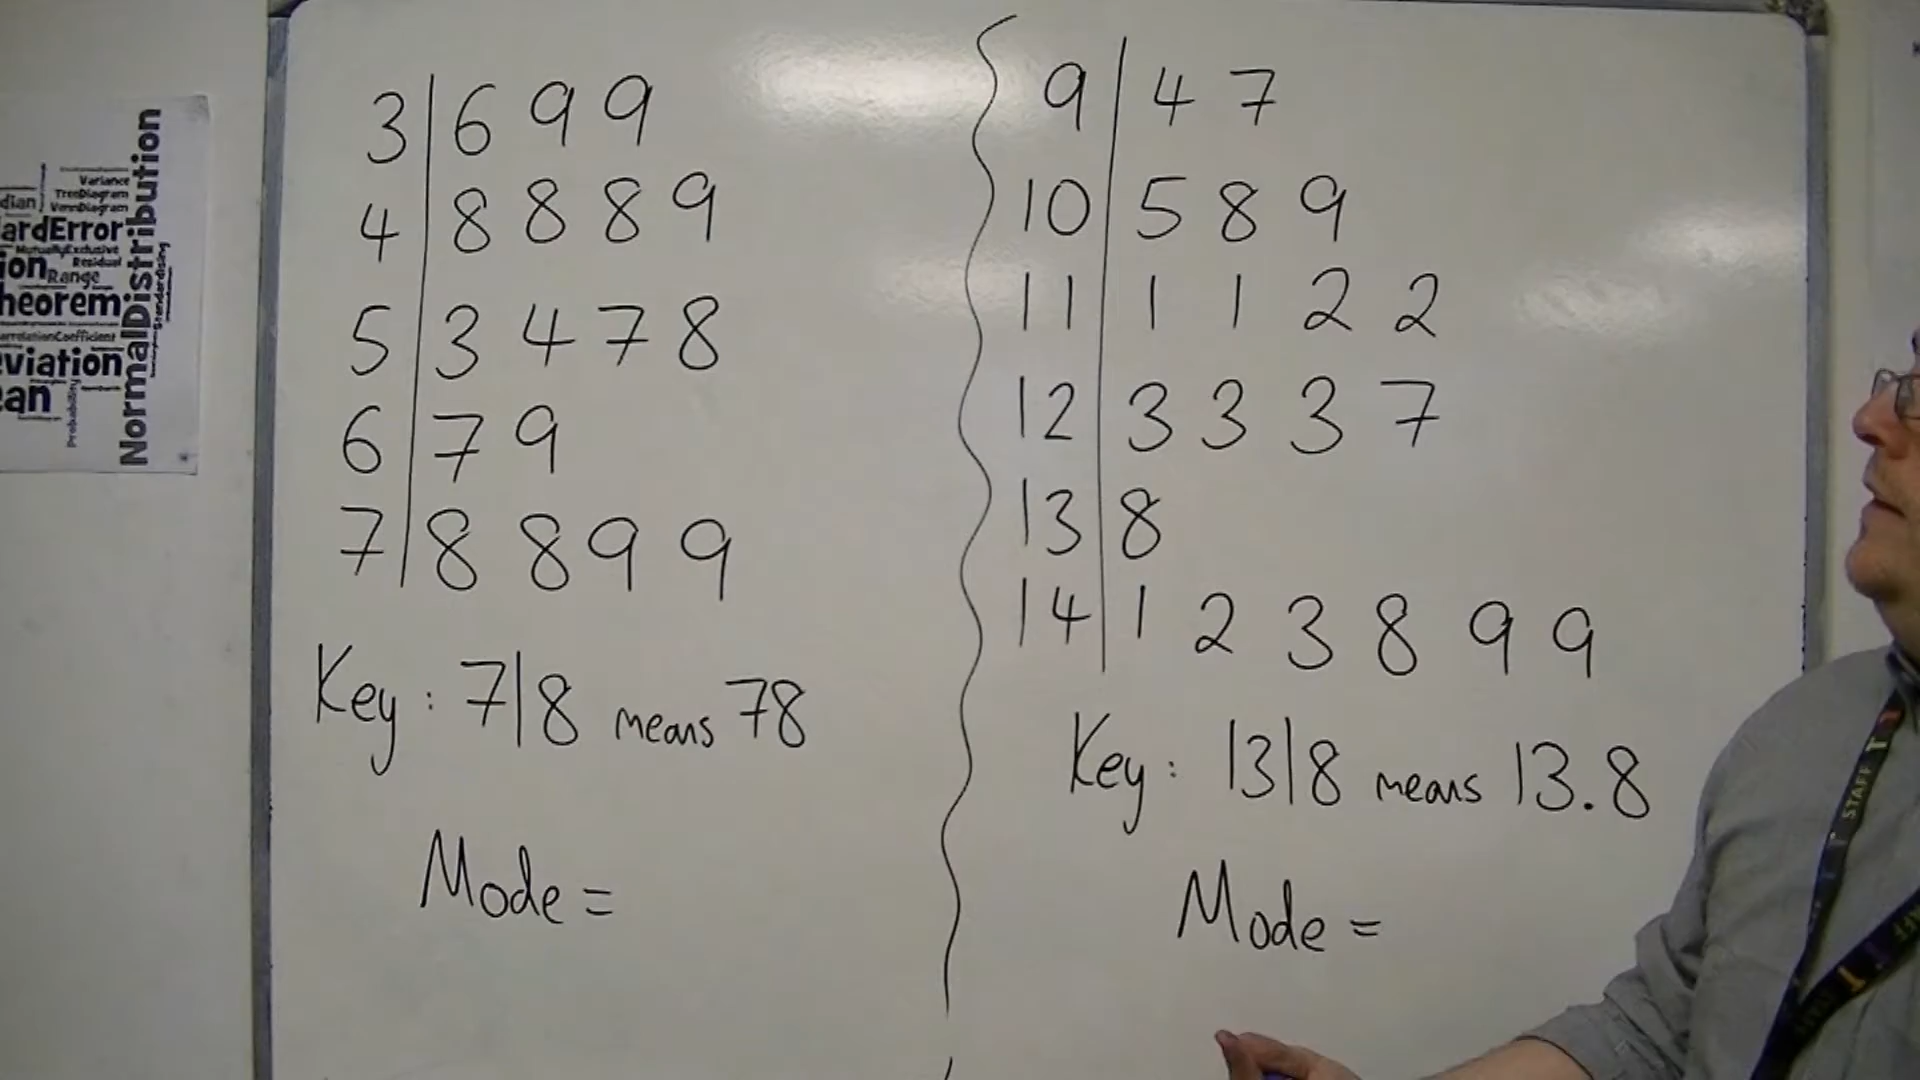 3 | 6 9 9
4 | 8 8 8 9
5 | 3 4 7 8
6 | 7 9
7 | 8 8 9 9
Key: 7|8 means 78
Mode =
9 | 4 7
10 | 5 8 9
11 | 1 1 2 2
12 | 3 3 3 7
13 | 8
14 | 1 2 3 8 9 9
Key: 13|8 means 13.8
Mode =
Variance
TreeDiagram
VennDiagram
dian
ardError
MutuallyExclusive
Residual
ion
Range
heorem
orrelationCoefficient
eviation
ean
Probability
NormalDistribution
Standardising
STAFF